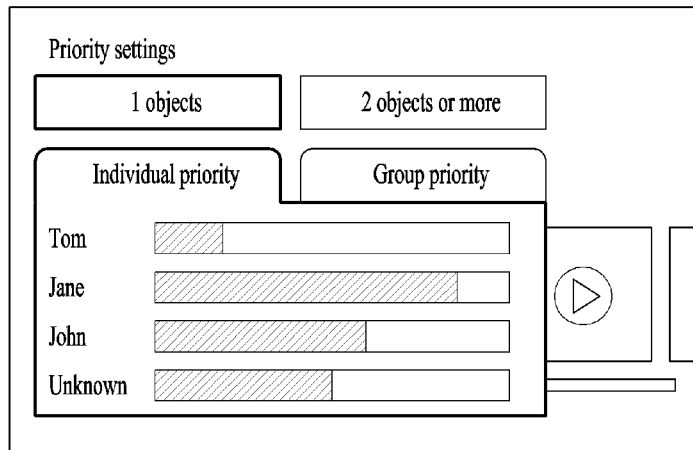 Priority settings
1 objects
2 objects or more
Individual priority
Group priority
Tom
Jane
John
Unknown